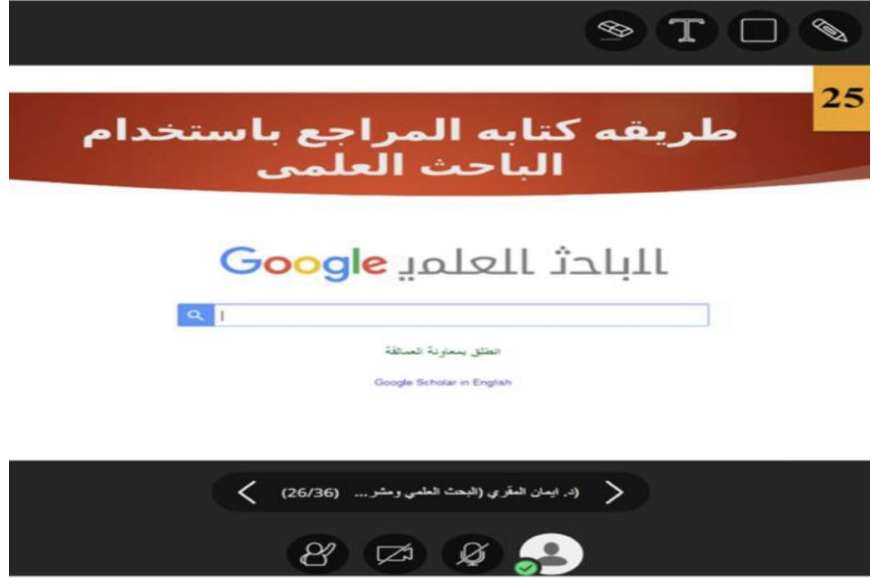 25
طريقه كتابه المراجع باستخدام
الباحث العلمى
الباحث العلمي Google
انطلق بمعاونة العمالقة
Google Scholar in English
(د. ايمان المقري (البحث العلمي ومشر... (26/36)